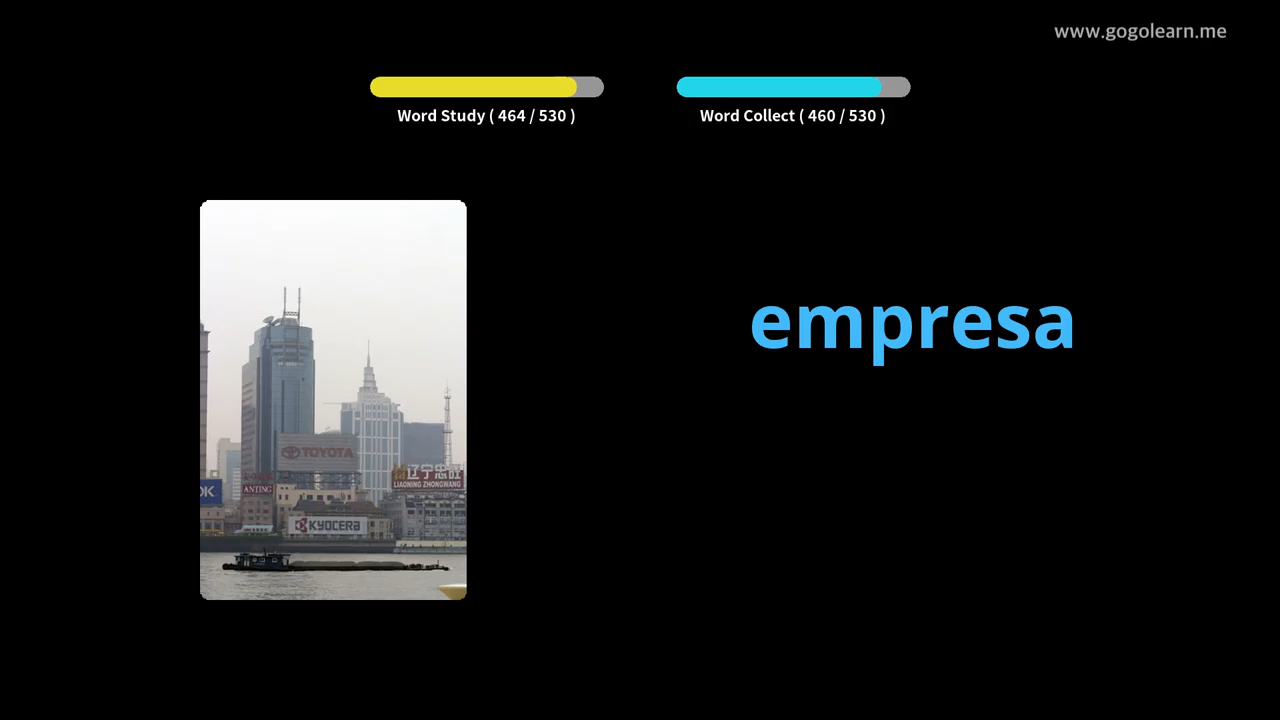 www.gogolearn.me
Word Study ( 464 / 530 )
Word Collect ( 460 / 530 )
empresa
TOYOTA
辽宁忠旺
LIAONING ZHONGWANG
OK
ANTING
KYOCERA